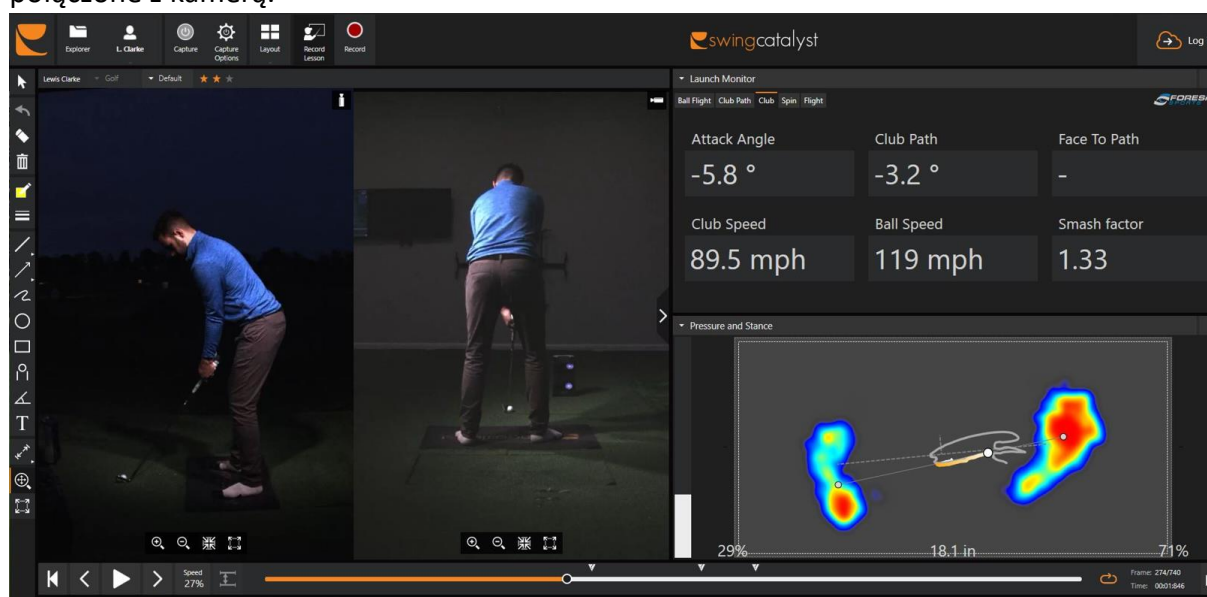 połączone z kamerą.
Explorer
L. Clarke
Capture
Capture Options
Layout
Record Lesson
Record
swingcatalyst
Log
Lewis Clarke Golf Default
Launch Monitor
Ball Flight Club Path Club Spin Flight
Attack Angle Club Path Face To Path
-5.8 ° -3.2 ° -
Club Speed Ball Speed Smash factor
89.5 mph 119 mph 1.33
Pressure and Stance
T
29% 18.1 in 71%
Speed
27%
Frame: 274/740
Time: 00:01:846